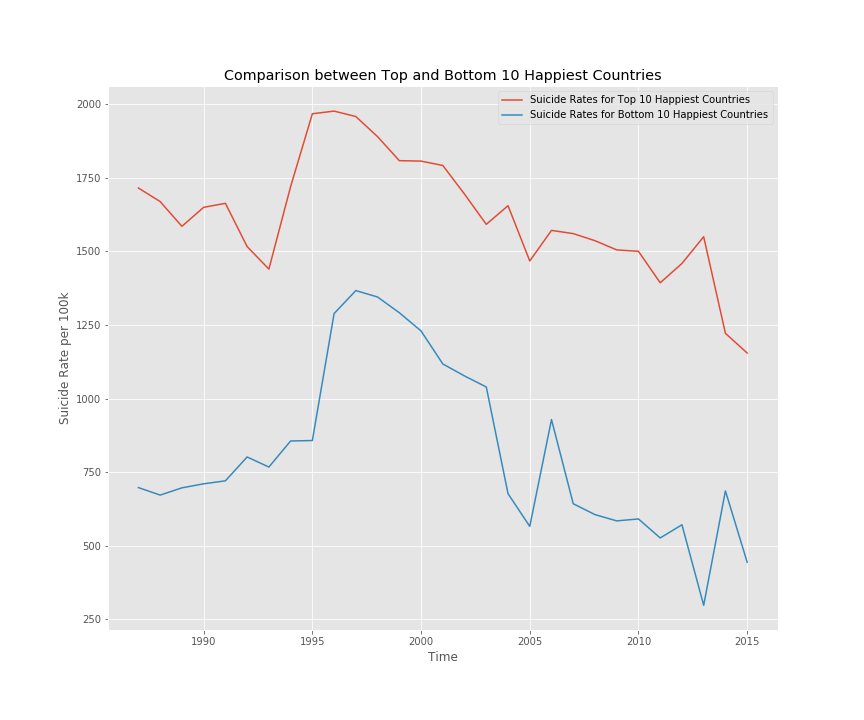 Comparison between Top and Bottom 10 Happiest Countries
Suicide Rates for Top 10 Happiest Countries
Suicide Rates for Bottom 10 Happiest Countries
2000
1750
1500
1250
1000
750
500
250
Suicide Rate per 100k
1990 1995 2000 2005 2010 2015
Time